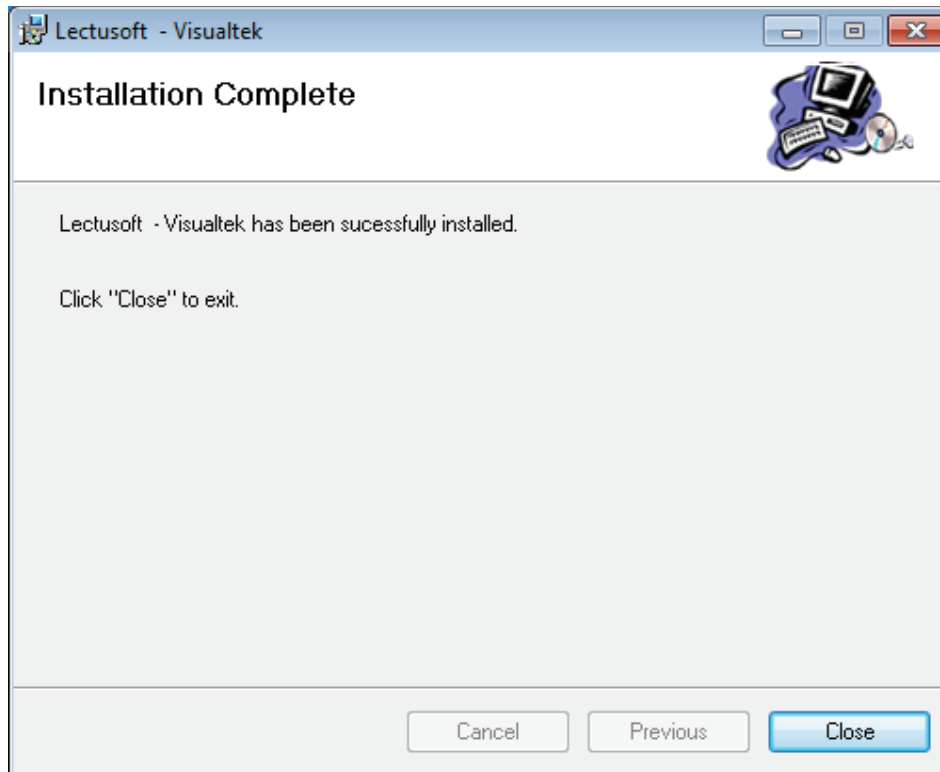 Lectusoft - Visualtek
Installation Complete
Lectusoft - Visualtek has been sucessfully installed.
Click "Close" to exit.
Cancel Previous Close